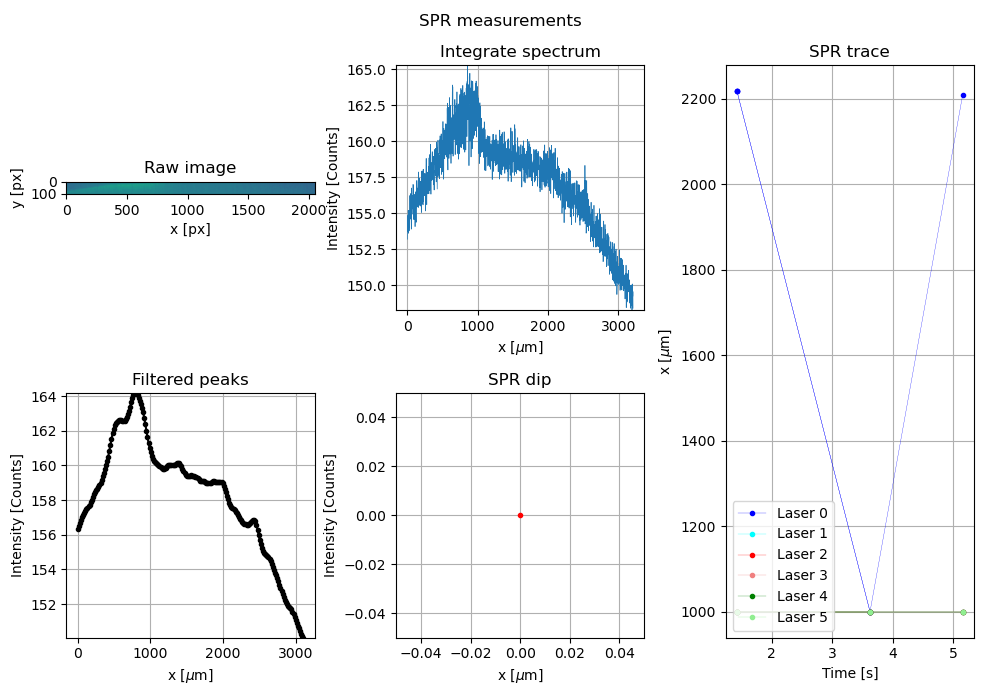 SPR measurements
Raw image
y [px]
0
100
0 500 1000 1500 2000
x [px]
Integrate spectrum
Intensity [Counts]
165.0
162.5
160.0
157.5
155.0
152.5
150.0
0 1000 2000 3000
x [μm]
SPR trace
x [μm]
2200
2000
1800
1600
1400
1200
1000
Laser 0
Laser 1
Laser 2
Laser 3
Laser 4
Laser 5
2 3 4 5
Time [s]
Filtered peaks
Intensity [Counts]
164
162
160
158
156
154
152
0 1000 2000 3000
x [μm]
SPR dip
Intensity [Counts]
0.04
0.02
0.00
−0.02
−0.04
−0.04 −0.02 0.00 0.02 0.04
x [μm]